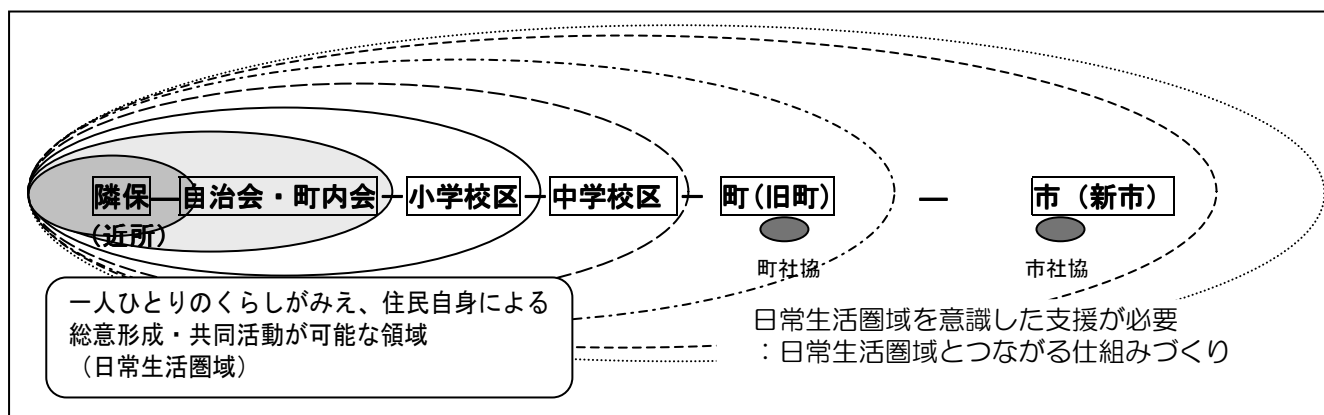 隣保―自治会・町内会―小学校区―中学校区―町(旧町)―市(新市)
(近所)
町社協
市社協
一人ひとりのくらしがみえ、住民自身による
総意形成・共同活動が可能な領域
(日常生活圏域)
日常生活圏域を意識した支援が必要
：日常生活圏域とつながる仕組みづくり